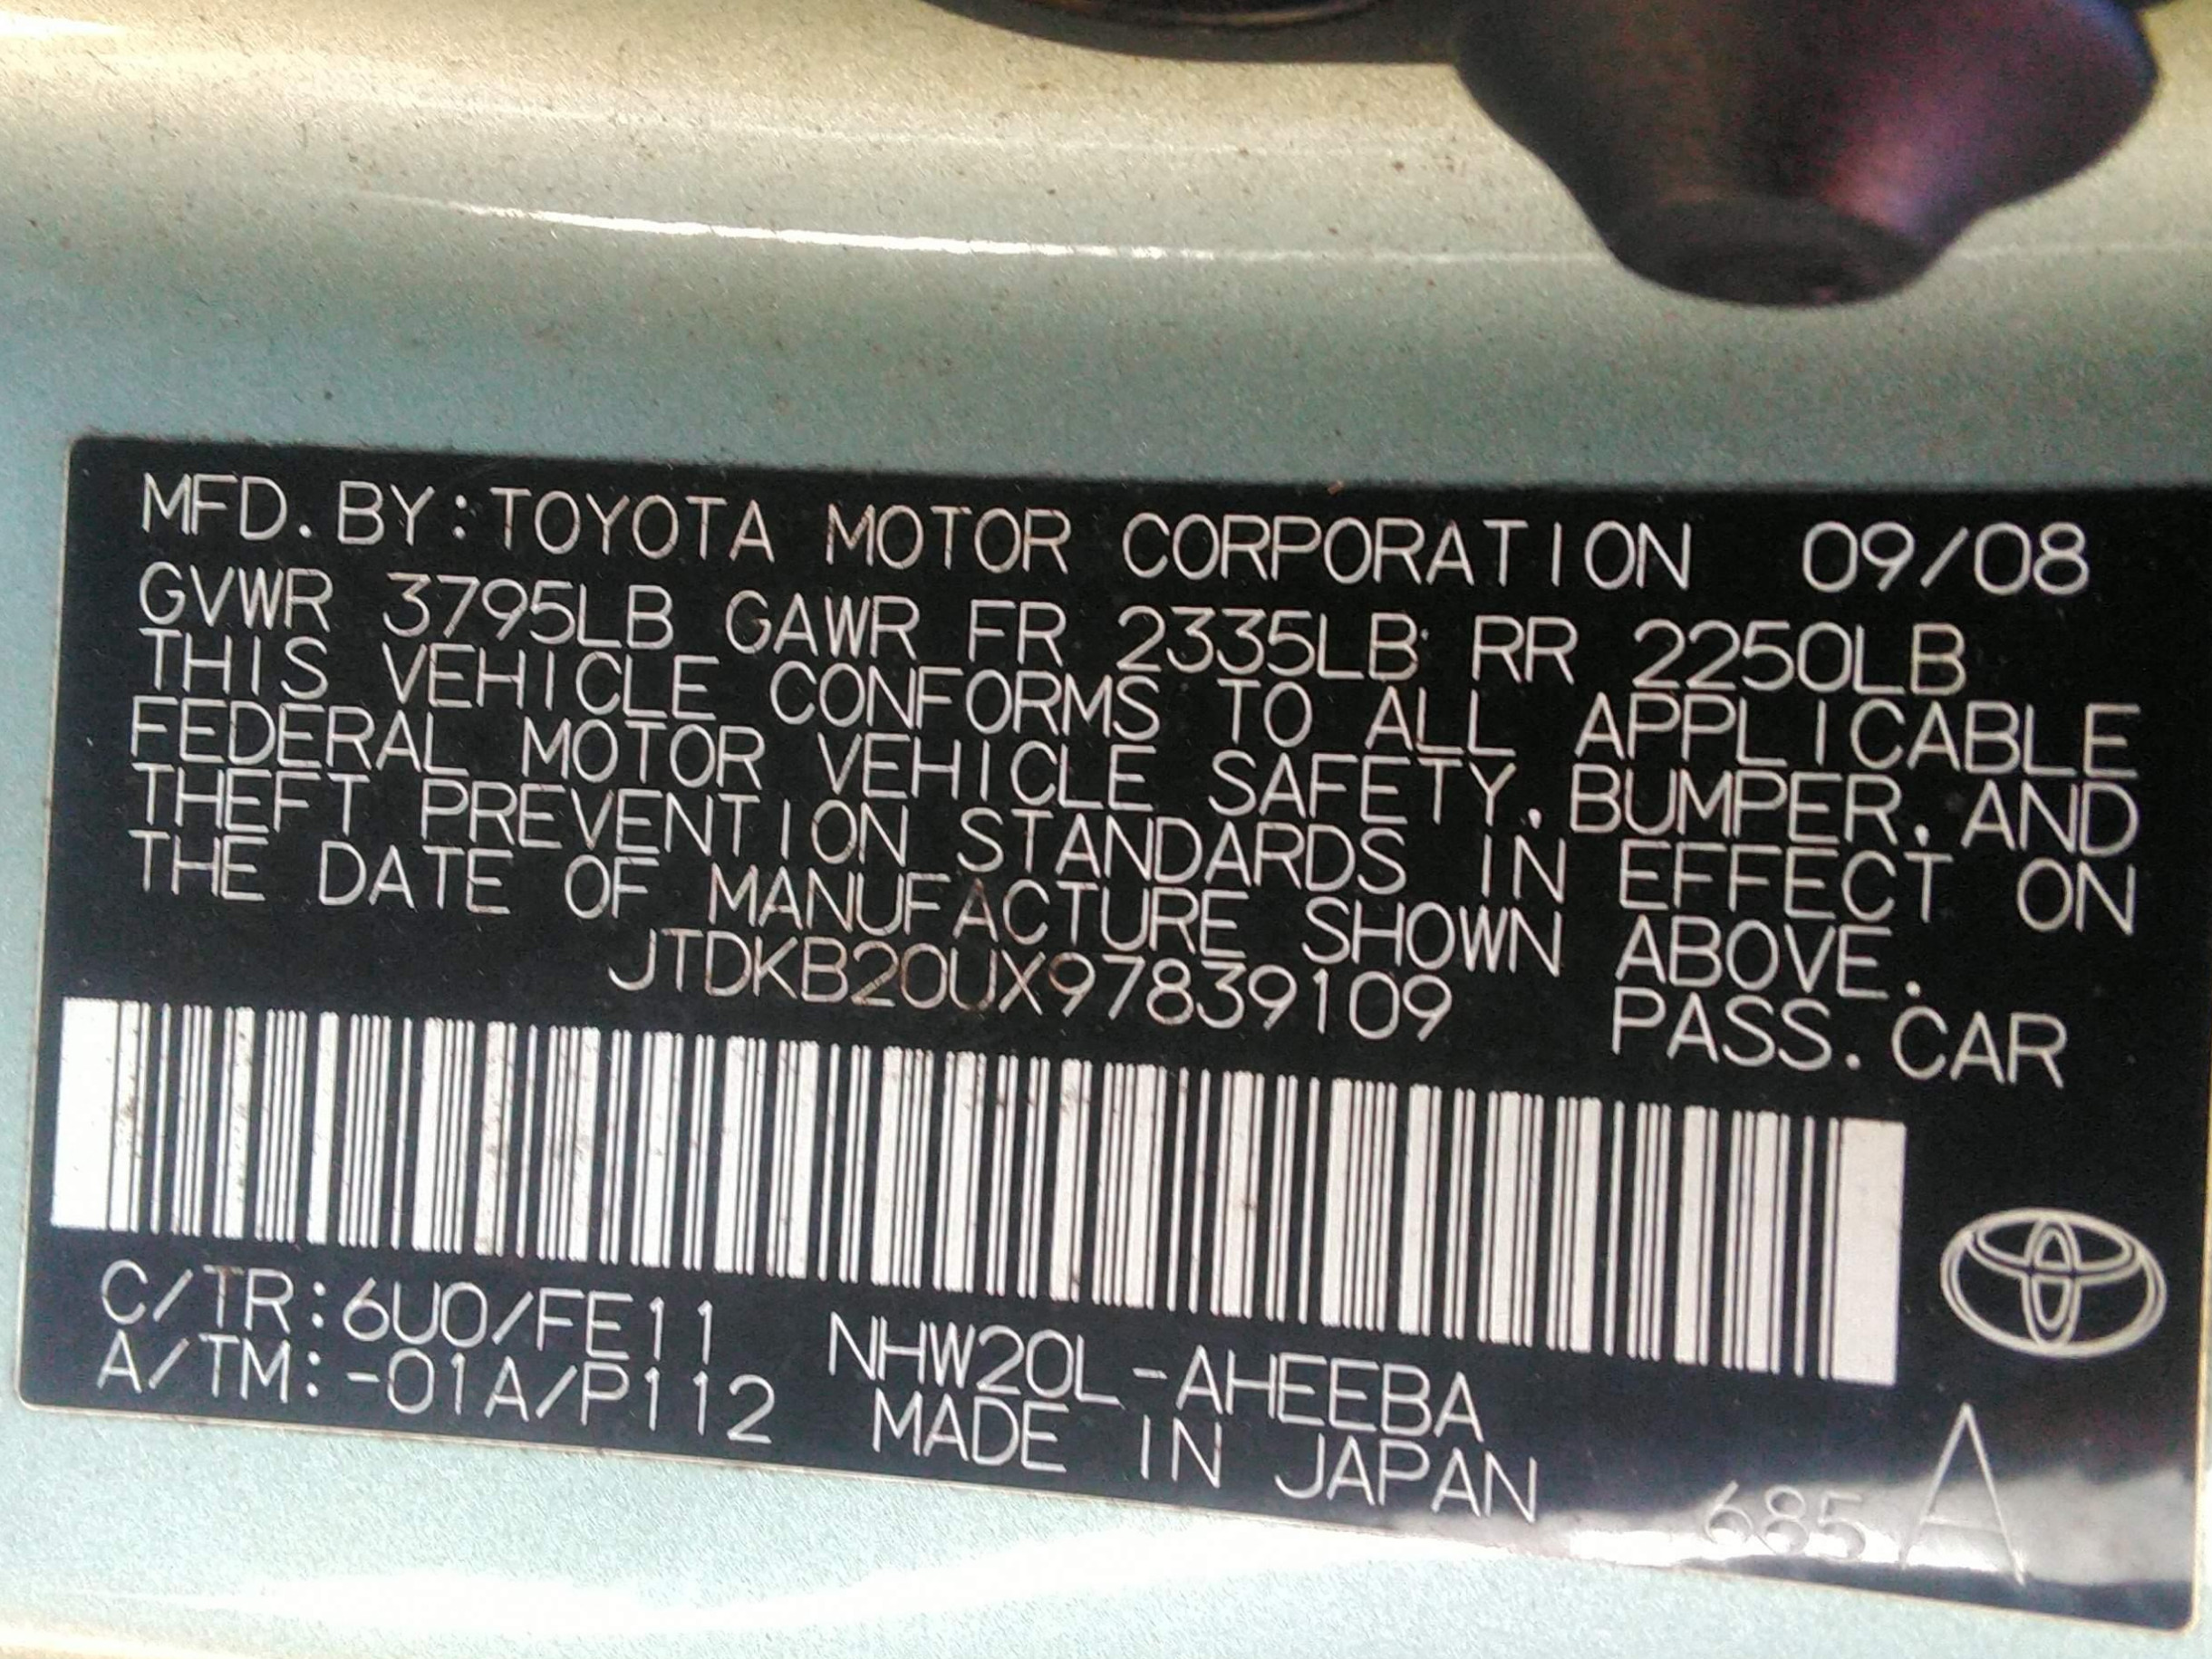 MFD. BY: TOYOTA MOTOR CORPORATION 09/08
GVWR 3795LB GAWR FR 2335LB RR 2250LB
THIS VEHICLE CONFORMS TO ALL APPLICABLE
FEDERAL MOTOR VEHICLE SAFETY, BUMPER, AND
THEFT PREVENTION STANDARDS IN EFFECT ON
THE DATE OF MANUFACTURE SHOWN ABOVE.
JTDKB20UX97839109 PASS. CAR
C/TR: 6U0/FE11 NHW20L-AHEEBA
A/TM: -01A/P112 MADE IN JAPAN
685 A